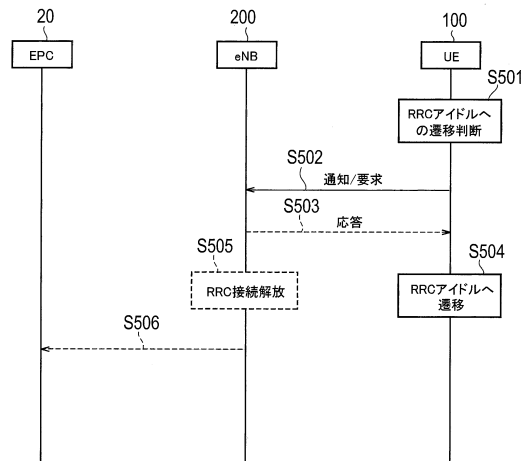 20
200
100
EPC
eNB
UE
S501
RRCアイドルへ
の遷移判断
S502
通知/要求
S503
応答
S505
RRC接続解放
S504
RRCアイドルへ
遷移
S506